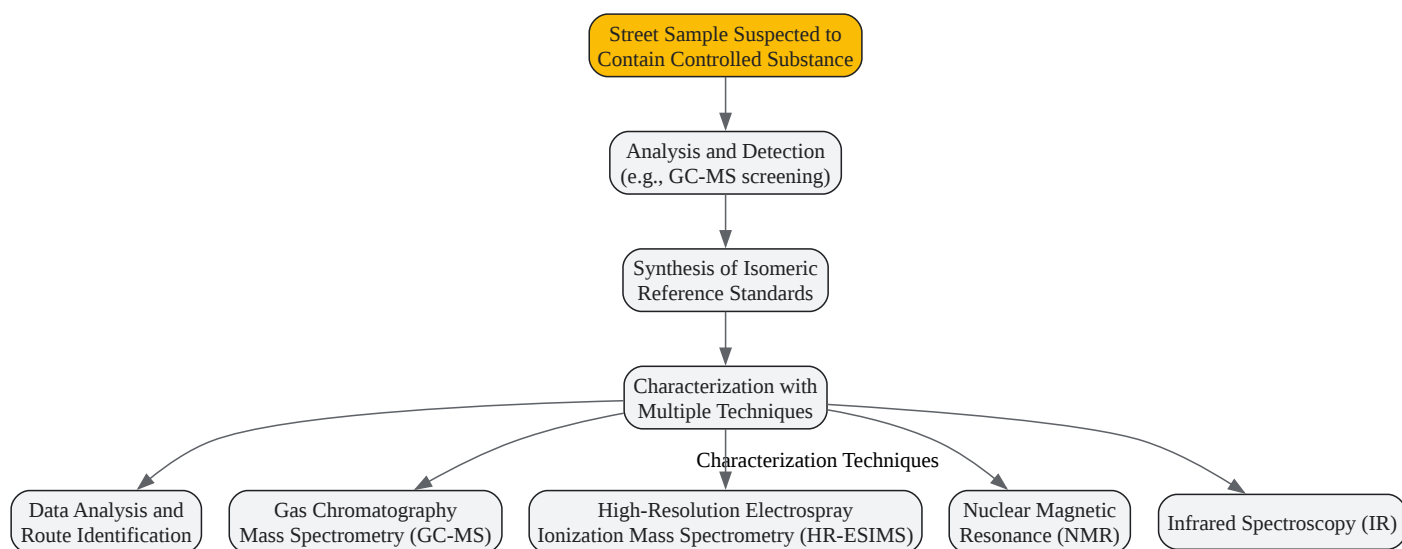 Street Sample Suspected to
Contain Controlled Substance
Analysis and Detection
(e.g., GC-MS screening)
Synthesis of Isomeric
Reference Standards
Characterization with
Multiple Techniques
Characterization Techniques
Data Analysis and
Route Identification
Gas Chromatography
Mass Spectrometry (GC-MS)
High-Resolution Electrospray
Ionization Mass Spectrometry (HR-ESIMS)
Nuclear Magnetic
Resonance (NMR)
Infrared Spectroscopy (IR)